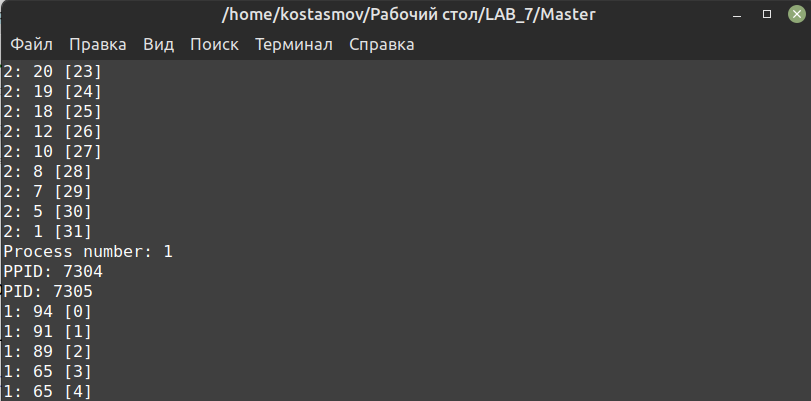 /home/kostasmov/Рабочий стол/LAB_7/Master
Файл Правка Вид Поиск Терминал Справка
2: 20 [23]
2: 19 [24]
2: 18 [25]
2: 12 [26]
2: 10 [27]
2: 8 [28]
2: 7 [29]
2: 5 [30]
2: 1 [31]
Process number: 1
PPID: 7304
PID: 7305
1: 94 [0]
1: 91 [1]
1: 89 [2]
1: 65 [3]
1: 65 [4]